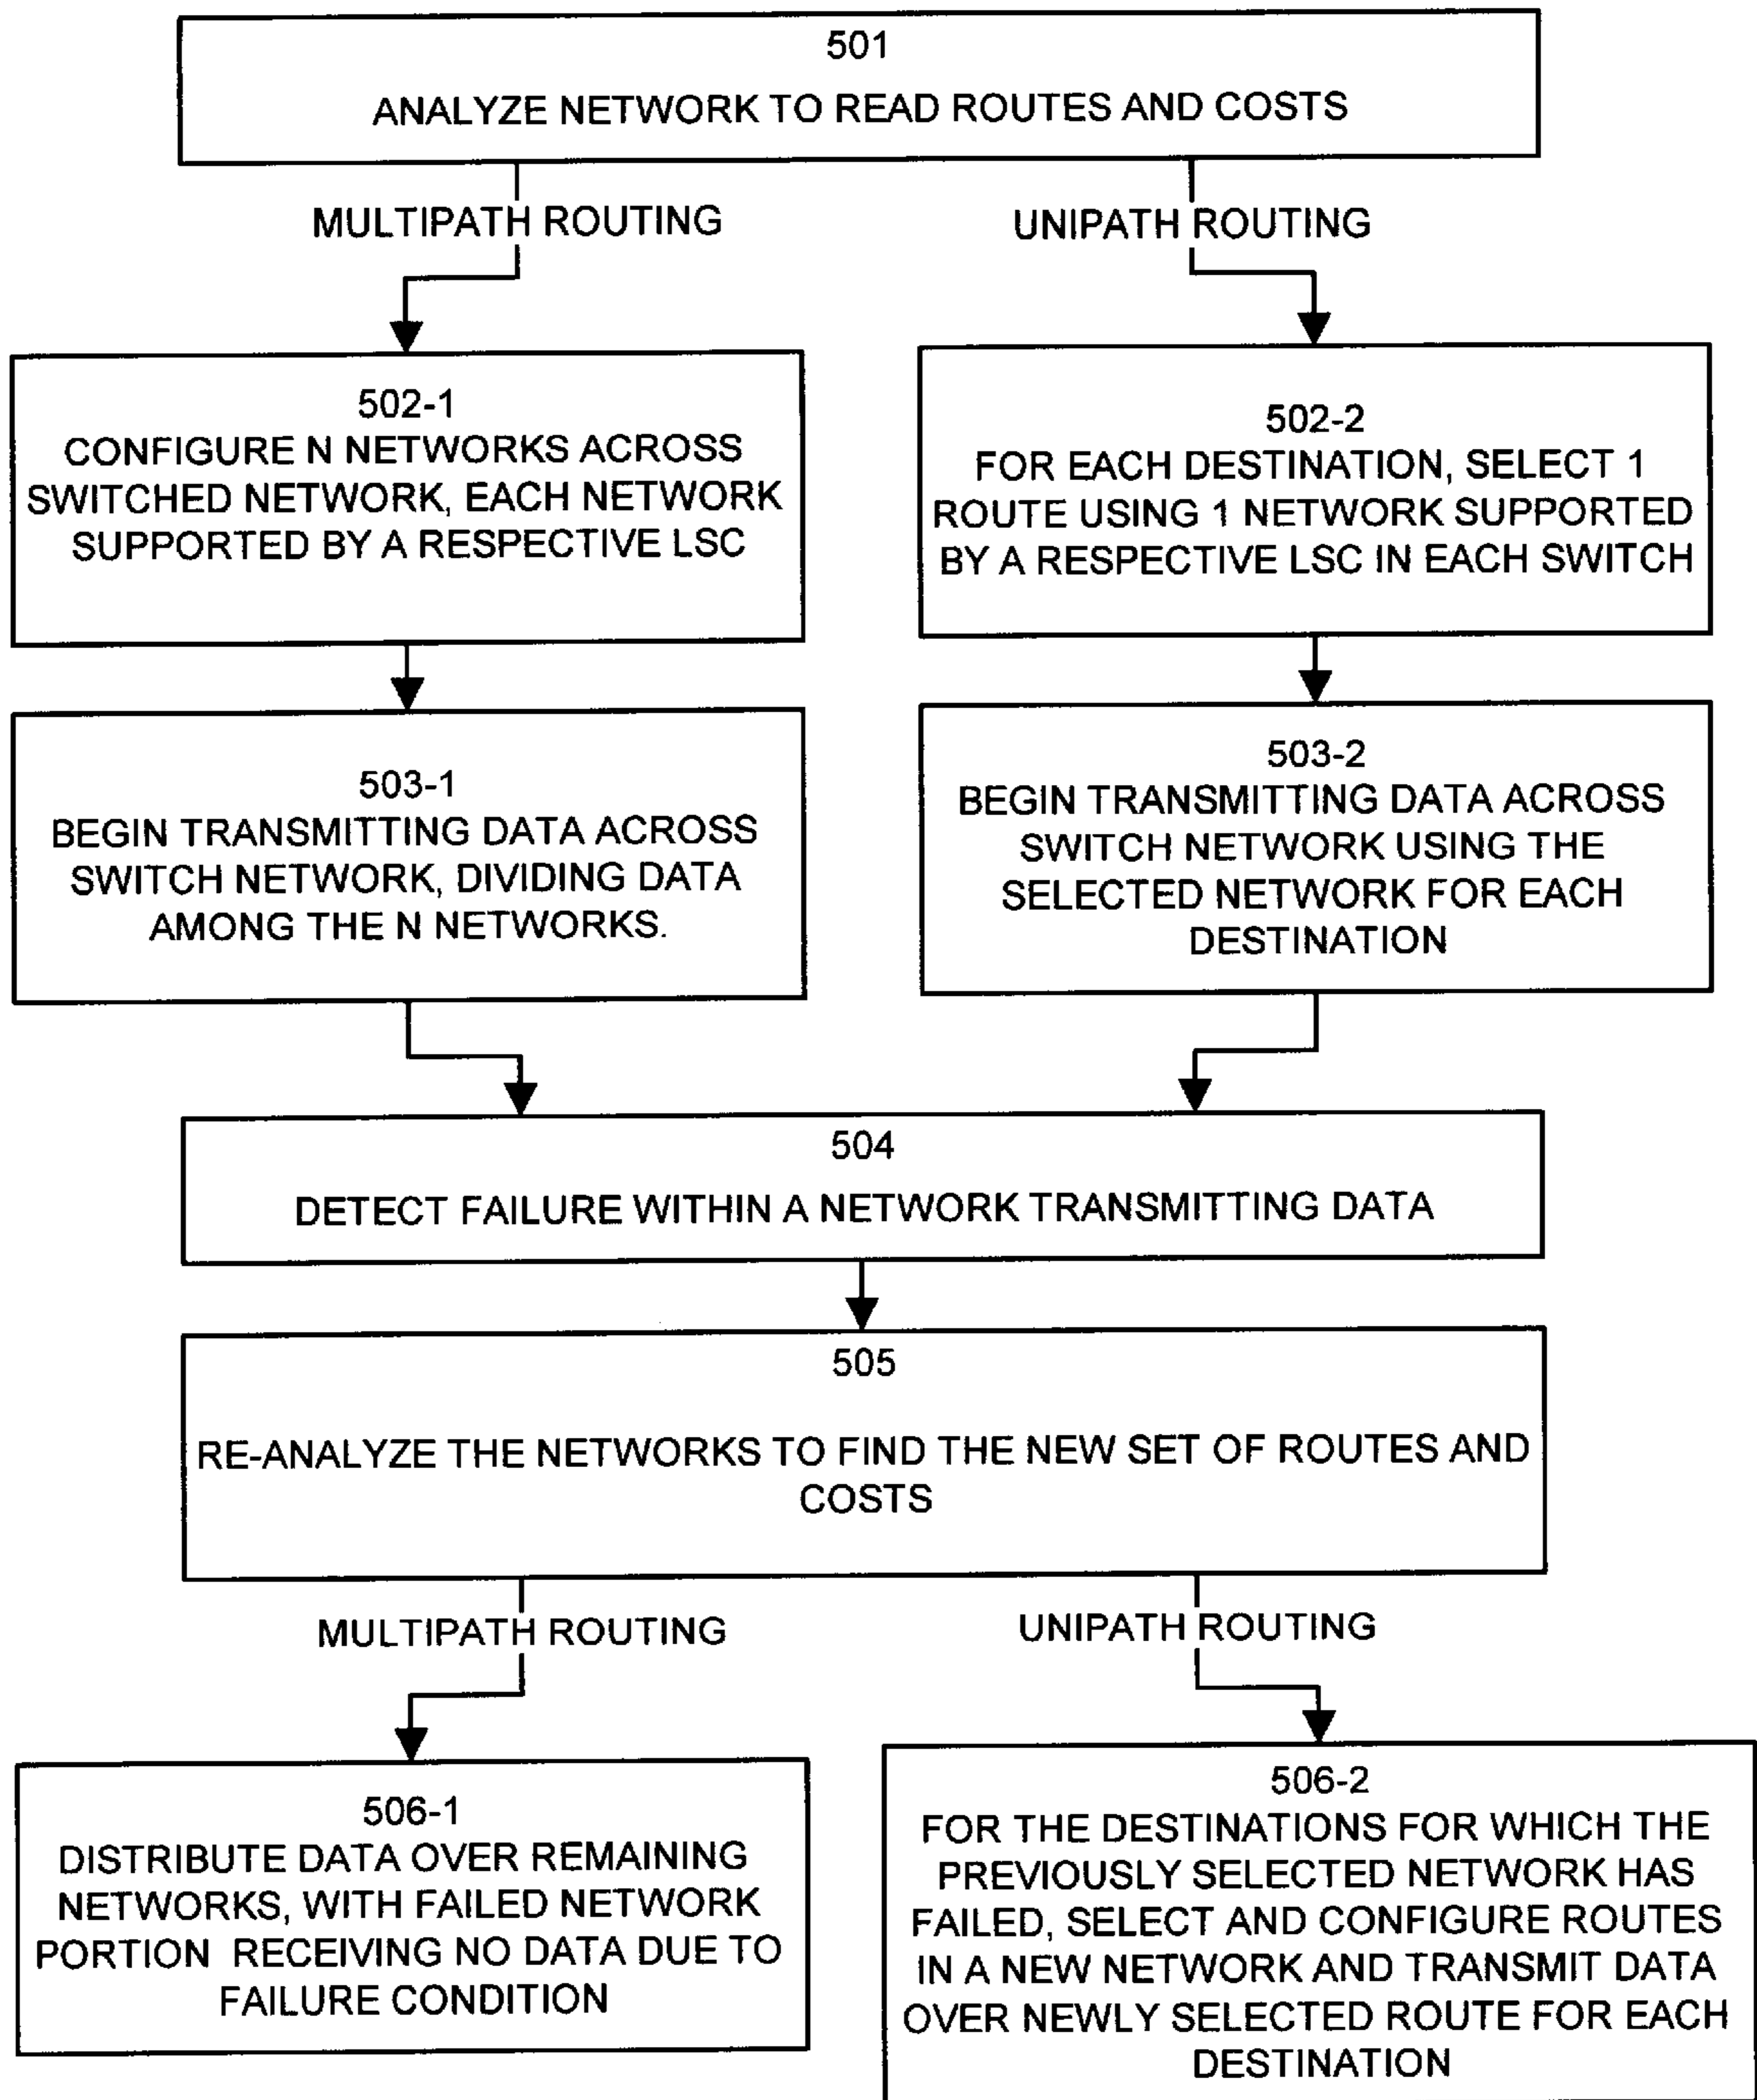 501
ANALYZE NETWORK TO READ ROUTES AND COSTS
MULTIPATH ROUTING
UNIPATH ROUTING
502-1
CONFIGURE N NETWORKS ACROSS
SWITCHED NETWORK, EACH NETWORK
SUPPORTED BY A RESPECTIVE LSC
502-2
FOR EACH DESTINATION, SELECT 1
ROUTE USING 1 NETWORK SUPPORTED
BY A RESPECTIVE LSC IN EACH SWITCH
503-1
BEGIN TRANSMITTING DATA ACROSS
SWITCH NETWORK, DIVIDING DATA
AMONG THE N NETWORKS.
503-2
BEGIN TRANSMITTING DATA ACROSS
SWITCH NETWORK USING THE
SELECTED NETWORK FOR EACH
DESTINATION
504
DETECT FAILURE WITHIN A NETWORK TRANSMITTING DATA
505
RE-ANALYZE THE NETWORKS TO FIND THE NEW SET OF ROUTES AND
COSTS
MULTIPATH ROUTING
UNIPATH ROUTING
506-1
DISTRIBUTE DATA OVER REMAINING
NETWORKS, WITH FAILED NETWORK
PORTION RECEIVING NO DATA DUE TO
FAILURE CONDITION
506-2
FOR THE DESTINATIONS FOR WHICH THE
PREVIOUSLY SELECTED NETWORK HAS
FAILED, SELECT AND CONFIGURE ROUTES
IN A NEW NETWORK AND TRANSMIT DATA
OVER NEWLY SELECTED ROUTE FOR EACH
DESTINATION